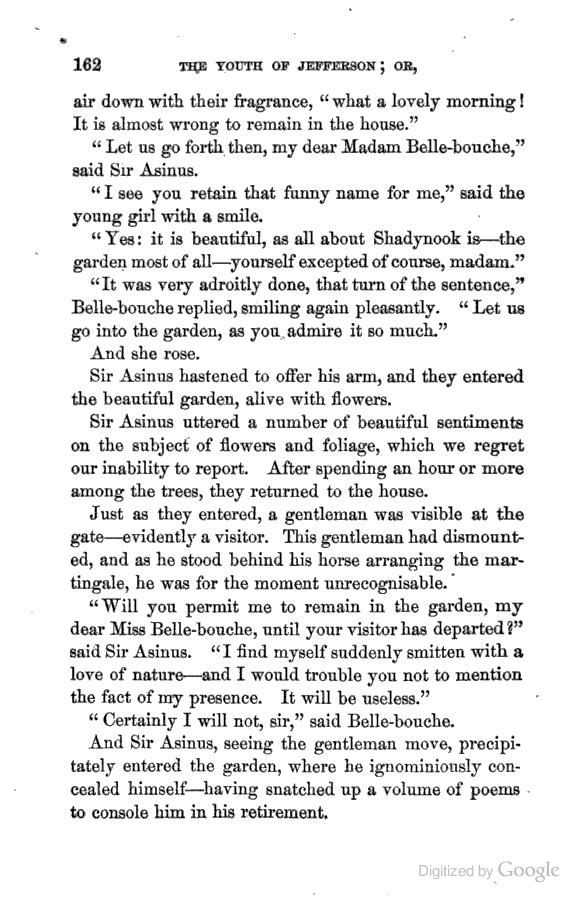 162 THE YOUTH OF JEFFERSON; OR,
air down with their fragrance, "what a lovely morning!
It is almost wrong to remain in the house."
"Let us go forth then, my dear Madam Belle-bouche,"
said Sir Asinus.
"I see you retain that funny name for me," said the
young girl with a smile.
"Yes: it is beautiful, as all about Shadynook is—the
garden most of all—yourself excepted of course, madam."
"It was very adroitly done, that turn of the sentence,"
Belle-bouche replied, smiling again pleasantly. "Let us
go into the garden, as you admire it so much."
And she rose.
Sir Asinus hastened to offer his arm, and they entered
the beautiful garden, alive with flowers.
Sir Asinus uttered a number of beautiful sentiments
on the subject of flowers and foliage, which we regret
our inability to report. After spending an hour or more
among the trees, they returned to the house.
Just as they entered, a gentleman was visible at the
gate—evidently a visitor. This gentleman had dismount-
ed, and as he stood behind his horse arranging the mar-
tingale, he was for the moment unrecognisable.
"Will you permit me to remain in the garden, my
dear Miss Belle-bouche, until your visitor has departed?"
said Sir Asinus. "I find myself suddenly smitten with a
love of nature—and I would trouble you not to mention
the fact of my presence. It will be useless."
"Certainly I will not, sir," said Belle-bouche.
And Sir Asinus, seeing the gentleman move, precipi-
tately entered the garden, where he ignominiously con-
cealed himself—having snatched up a volume of poems
to console him in his retirement.
Digitized by Google